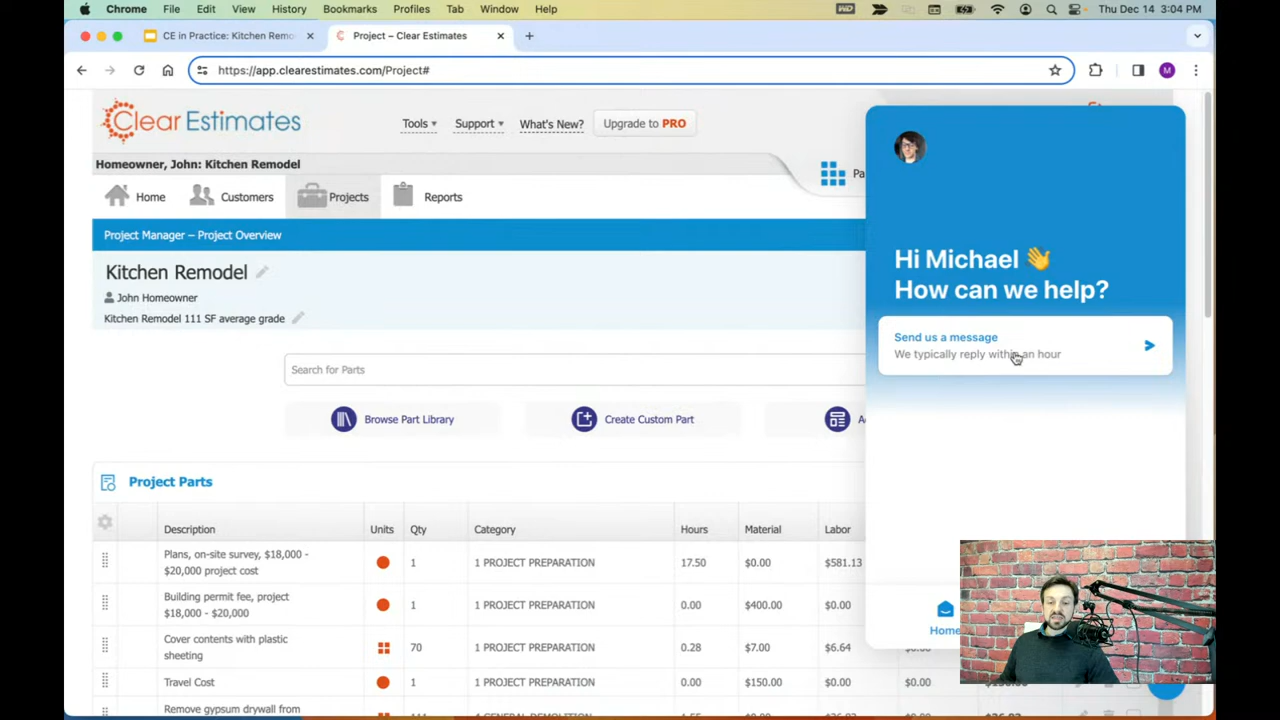 Chrome File Edit View History Bookmarks Profiles Tab Window Help Thu Dec 14 3:04 PM
CE in Practice: Kitchen Remo
Project – Clear Estimates
https://app.clearestimates.com/Project#
M
Clear Estimates
Tools
Support
What's New?
Upgrade to PRO
Homeowner, John: Kitchen Remodel
Home
Customers
Projects
Reports
Pa
Project Manager – Project Overview
Kitchen Remodel
John Homeowner
Kitchen Remodel 111 SF average grade
Search for Parts
Browse Part Library
Create Custom Part
Project Parts
Description Units Qty Category Hours Material Labor
Plans, on-site survey, $18,000 -
$20,000 project cost
1 1 PROJECT PREPARATION 17.50 $0.00 $581.13
Building permit fee, project
$18,000 - $20,000
1 1 PROJECT PREPARATION 0.00 $400.00 $0.00
Cover contents with plastic
sheeting
70 1 PROJECT PREPARATION 0.28 $7.00 $6.64
Travel Cost 1 1 PROJECT PREPARATION 0.00 $150.00 $0.00 $0.00
Remove gypsum drywall from
Hi Michael 👋
How can we help?
Send us a message
We typically reply within an hour
Home